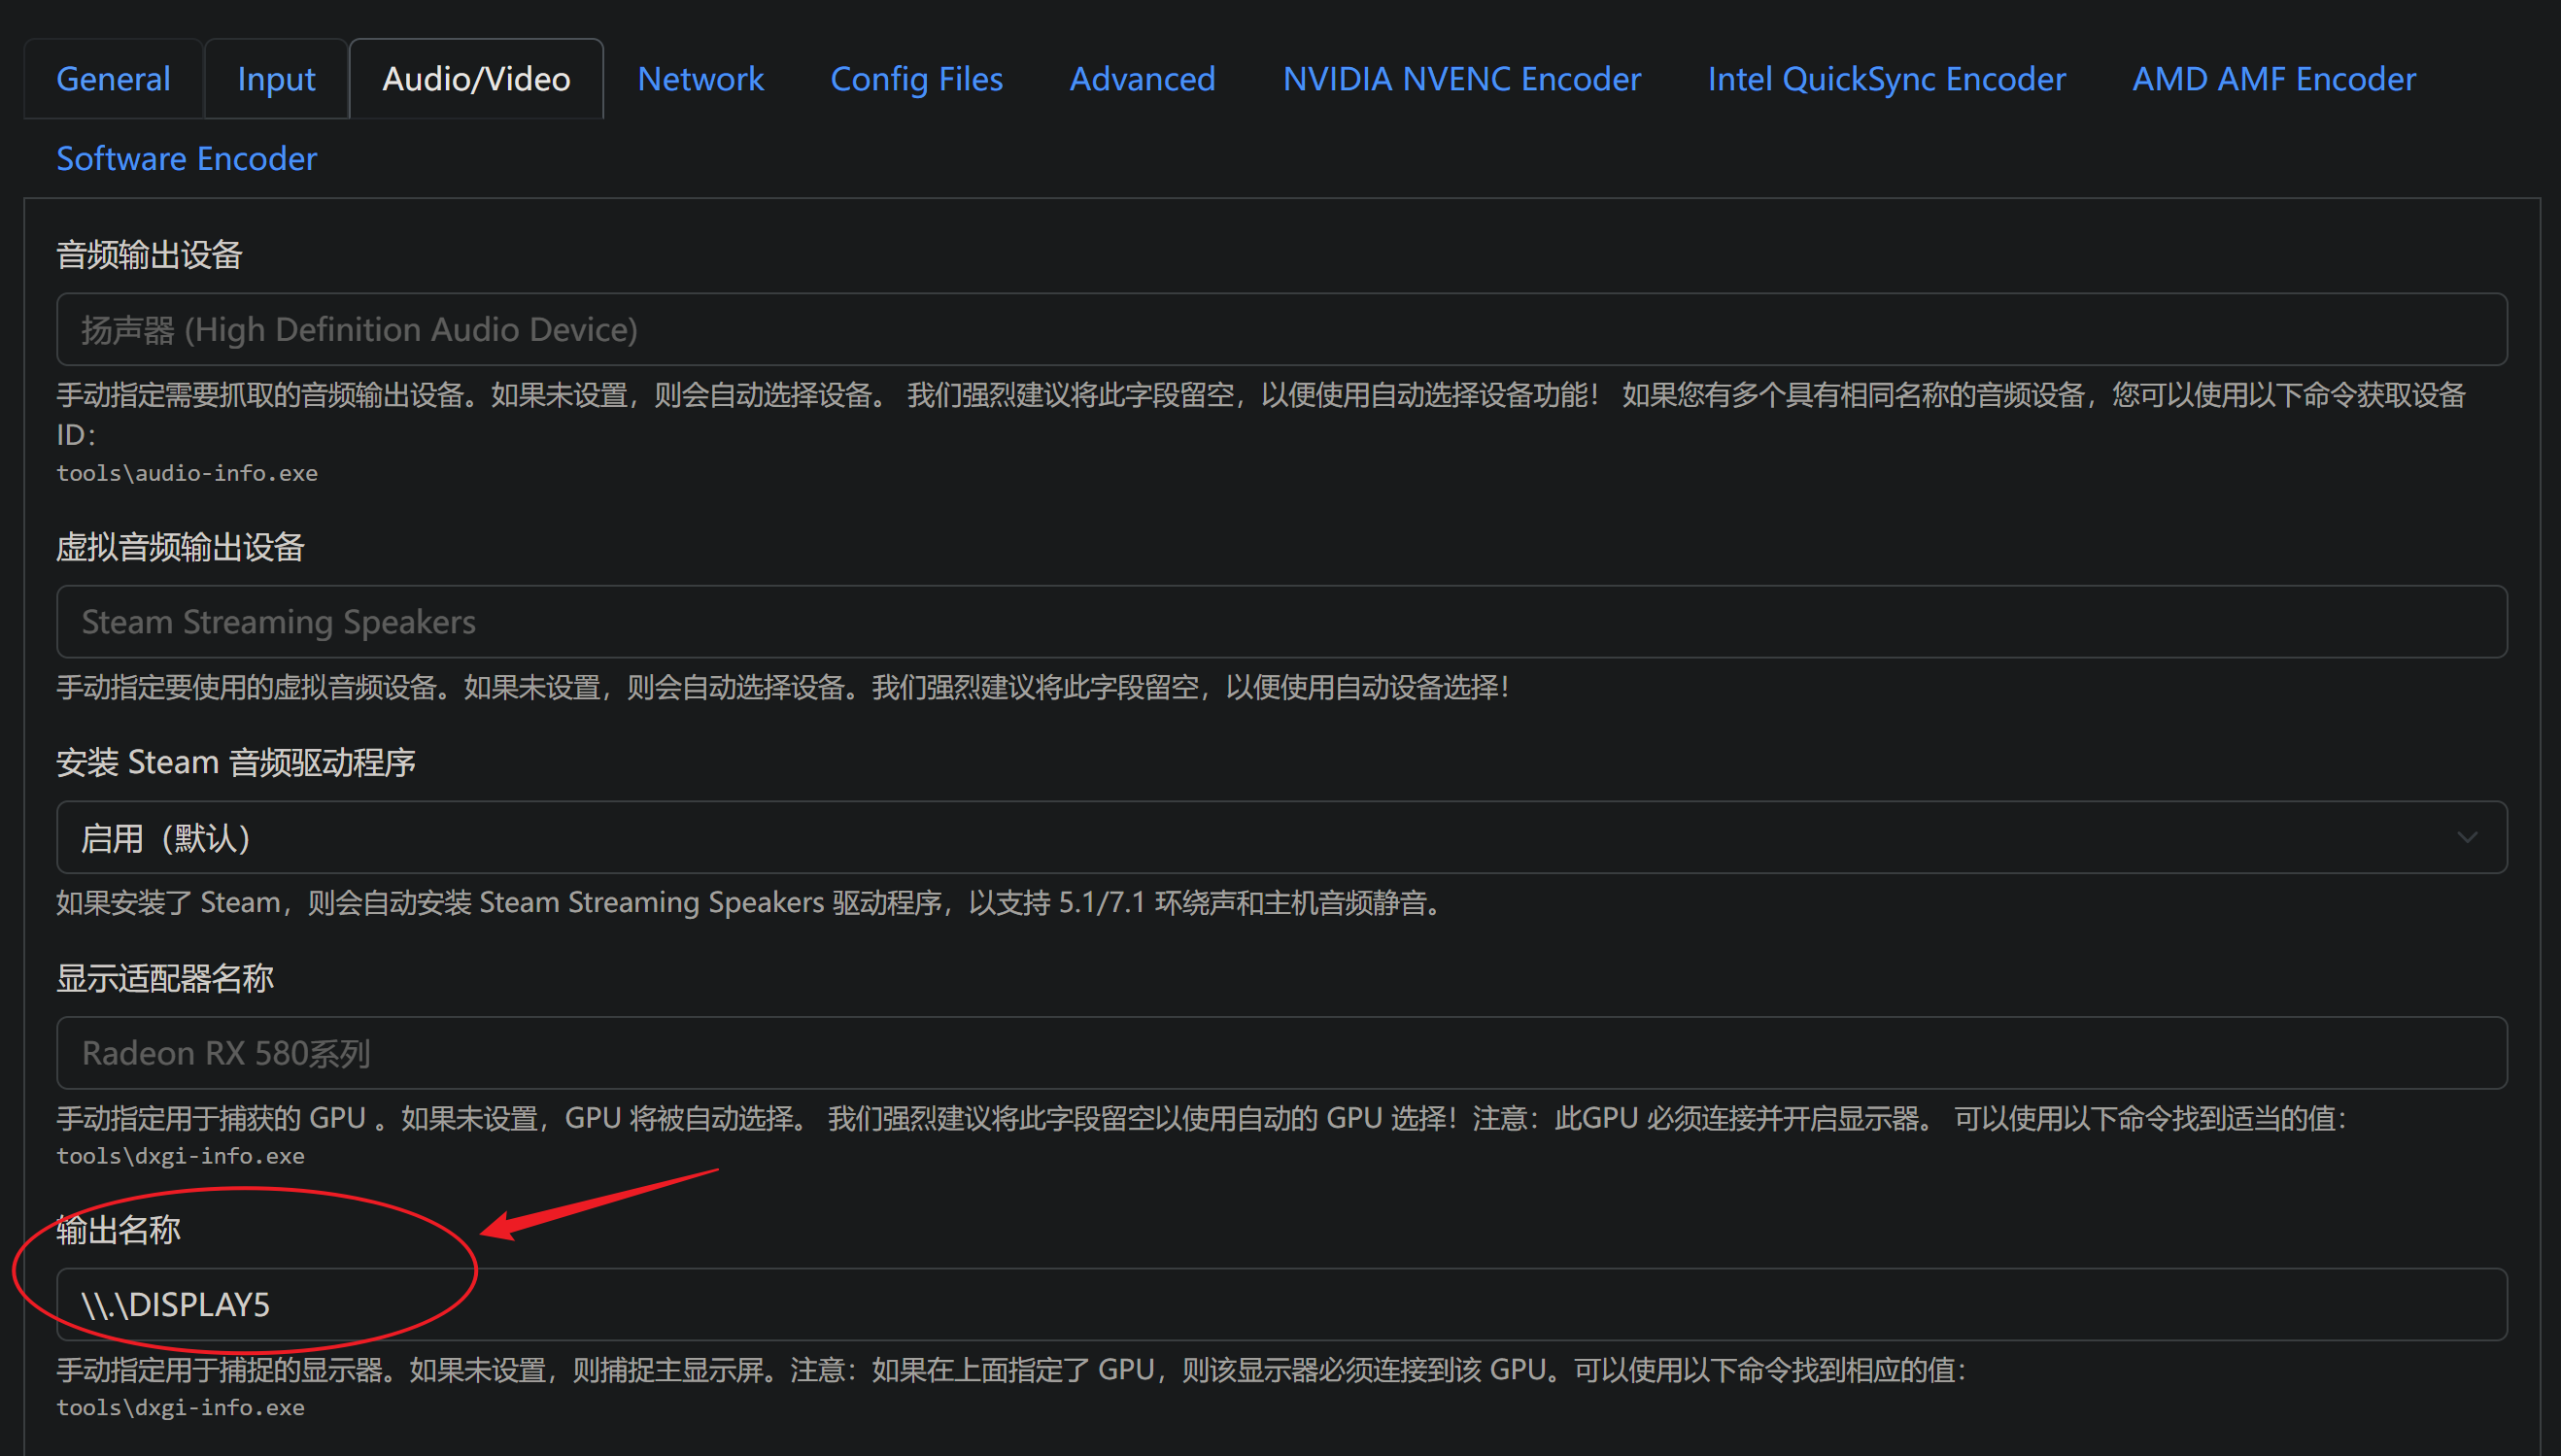 General
Input
Audio/Video
Network
Config Files
Advanced
NVIDIA NVENC Encoder
Intel QuickSync Encoder
AMD AMF Encoder
Software Encoder
音频输出设备
扬声器 (High Definition Audio Device)
手动指定需要抓取的音频输出设备。如果未设置，则会自动选择设备。 我们强烈建议将此字段留空，以便使用自动选择设备功能！ 如果您有多个具有相同名称的音频设备，您可以使用以下命令获取设备
ID：
tools\audio-info.exe
虚拟音频输出设备
Steam Streaming Speakers
手动指定要使用的虚拟音频设备。如果未设置，则会自动选择设备。我们强烈建议将此字段留空，以便使用自动设备选择！
安装 Steam 音频驱动程序
启用（默认）
如果安装了 Steam，则会自动安装 Steam Streaming Speakers 驱动程序，以支持 5.1/7.1 环绕声和主机音频静音。
显示适配器名称
Radeon RX 580系列
手动指定用于捕获的 GPU 。如果未设置，GPU 将被自动选择。 我们强烈建议将此字段留空以使用自动的 GPU 选择！注意：此GPU 必须连接并开启显示器。 可以使用以下命令找到适当的值：
tools\dxgi-info.exe
输出名称
\\.\DISPLAY5
手动指定用于捕捉的显示器。如果未设置，则捕捉主显示屏。注意：如果在上面指定了 GPU，则该显示器必须连接到该 GPU。可以使用以下命令找到相应的值：
tools\dxgi-info.exe